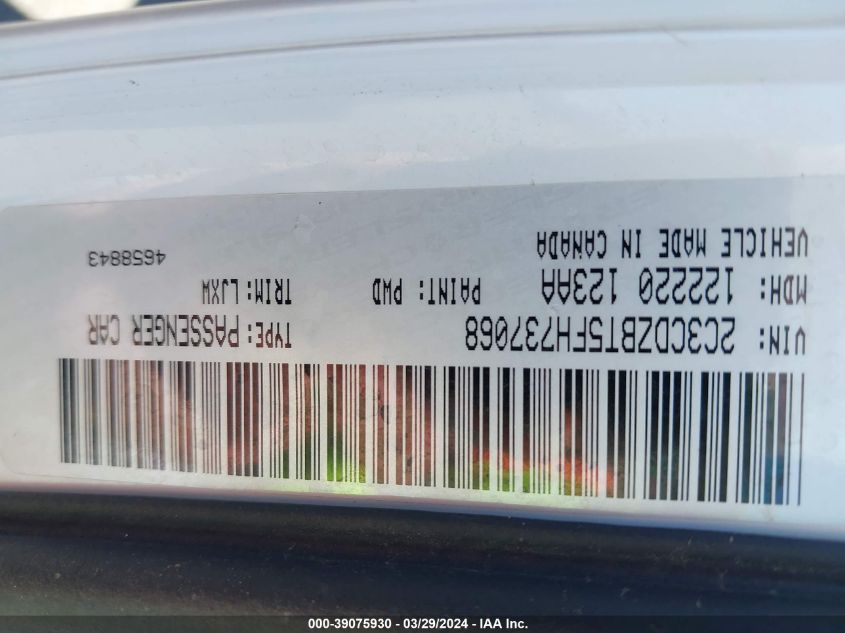 VIN: 2C3CDZBT5FH737068 TYPE: PASSENGER CAR
MDH: 122220 123AA PAINT: PWD TRIM: LJXW
VEHICLE MADE IN CANADA 4658843
000-39075930 - 03/29/2024 - IAA Inc.